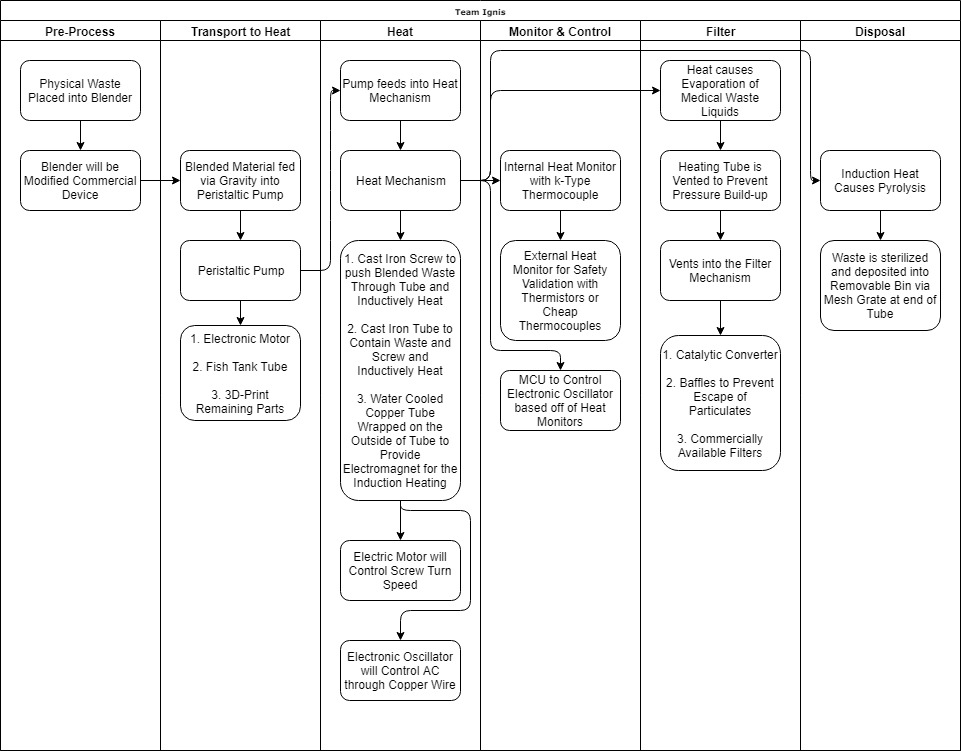 Team Ignis
Pre-Process
Transport to Heat
Heat
Monitor & Control
Filter
Disposal
Physical Waste
Placed into Blender
Blender will be
Modified Commercial
Device
Blended Material fed
via Gravity into
Peristaltic Pump
Peristaltic Pump
1. Electronic Motor
2. Fish Tank Tube
3. 3D-Print
Remaining Parts
Pump feeds into Heat
Mechanism
Heat Mechanism
1. Cast Iron Screw to
push Blended Waste
Through Tube and
Inductively Heat
2. Cast Iron Tube to
Contain Waste and
Screw and
Inductively Heat
3. Water Cooled
Copper Tube
Wrapped on the
Outside of Tube to
Provide
Electromagnet for the
Induction Heating
Electric Motor will
Control Screw Turn
Speed
Electronic Oscillator
will Control AC
through Copper Wire
Internal Heat Monitor
with k-Type
Thermocouple
External Heat
Monitor for Safety
Validation with
Thermistors or
Cheap
Thermocouples
MCU to Control
Electronic Oscillator
based off of Heat
Monitors
Heat causes
Evaporation of
Medical Waste
Liquids
Heating Tube is
Vented to Prevent
Pressure Build-up
Vents into the Filter
Mechanism
1. Catalytic Converter
2. Baffles to Prevent
Escape of
Particulates
3. Commercially
Available Filters
Induction Heat
Causes Pyrolysis
Waste is sterilized
and deposited into
Removable Bin via
Mesh Grate at end of
Tube